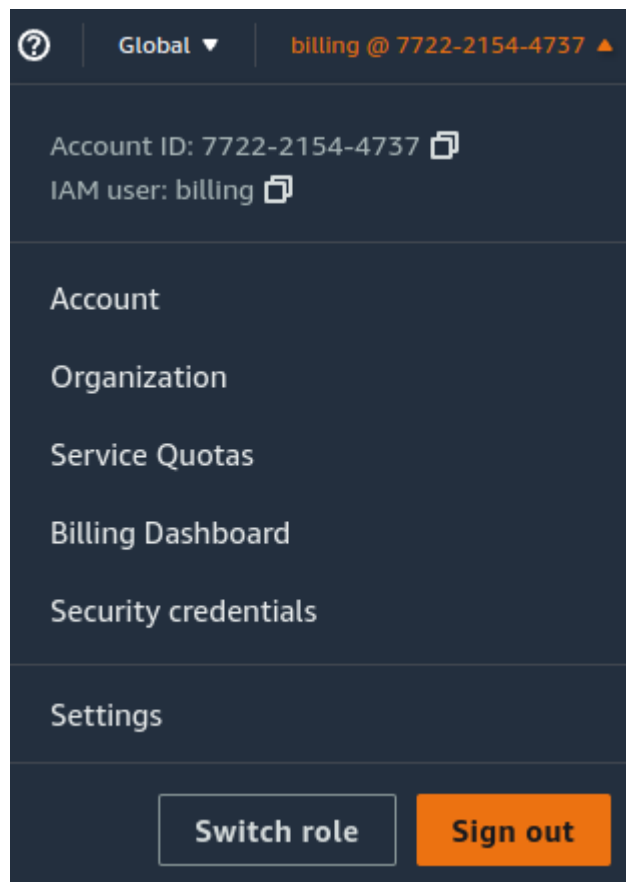 Global billing @ 7722-2154-4737
Account ID: 7722-2154-4737
IAM user: billing
Account
Organization
Service Quotas
Billing Dashboard
Security credentials
Settings
Switch role Sign out